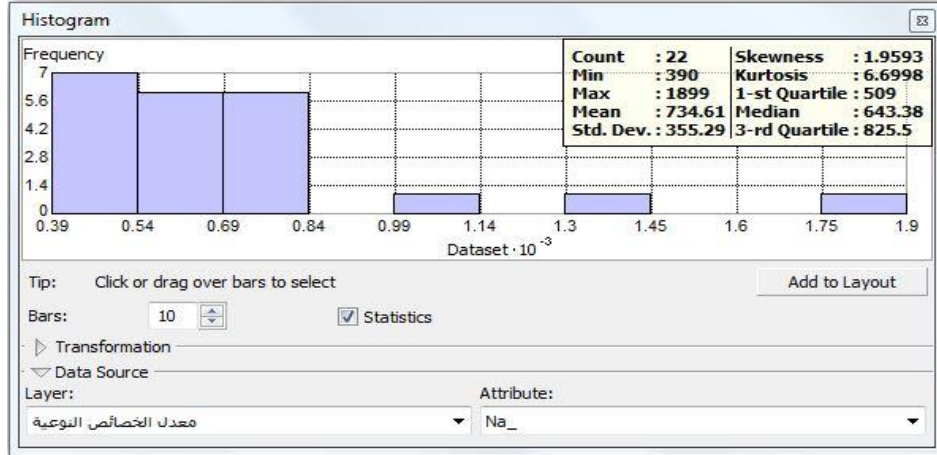 Histogram
Frequency
7
5.6
4.2
2.8
1.4
0
0.39 0.54 0.69 0.84 0.99 1.14 1.3 1.45 1.6 1.75 1.9
Dataset · 10 -3
Count : 22 Skewness : 1.9593
Min : 390 Kurtosis : 6.6998
Max : 1899 1-st Quartile : 509
Mean : 734.61 Median : 643.38
Std. Dev. : 355.29 3-rd Quartile : 825.5
Tip: Click or drag over bars to select
Add to Layout
Bars: 10 Statistics
Transformation
Data Source
Layer: Attribute:
معدل الخصائص النوعية Na_